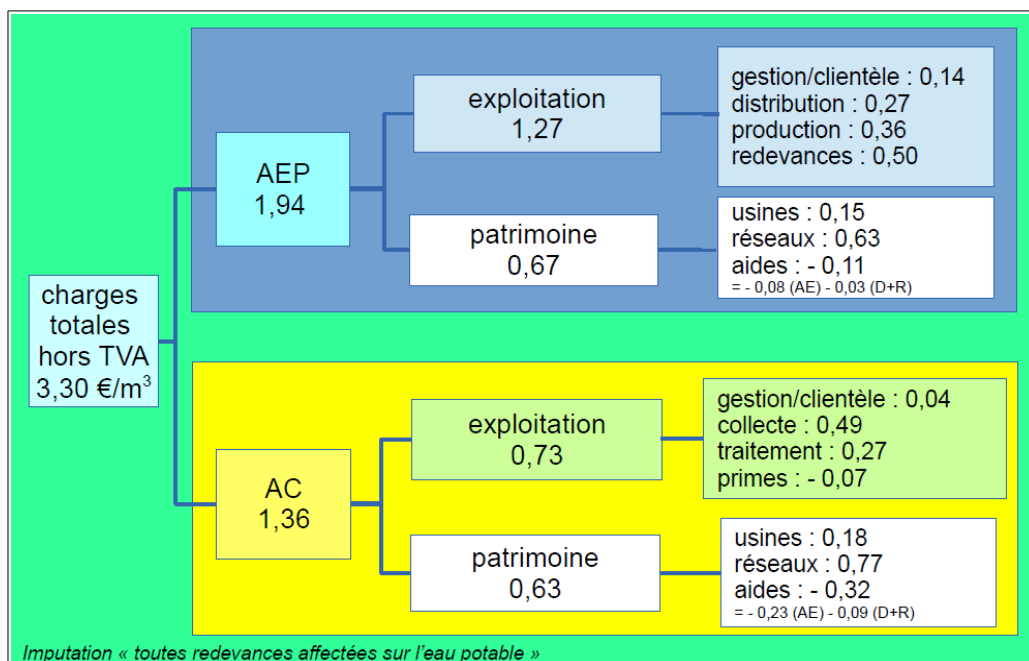 charges
totales
hors TVA
3,30 €/m³
AEP
1,94
exploitation
1,27
gestion/clientèle : 0,14
distribution : 0,27
production : 0,36
redevances : 0,50
patrimoine
0,67
usines : 0,15
réseaux : 0,63
aides : - 0,11
= - 0,08 (AE) - 0,03 (D+R)
AC
1,36
exploitation
0,73
gestion/clientèle : 0,04
collecte : 0,49
traitement : 0,27
primes : - 0,07
patrimoine
0,63
usines : 0,18
réseaux : 0,77
aides : - 0,32
= - 0,23 (AE) - 0,09 (D+R)
Imputation « toutes redevances affectées sur l'eau potable »